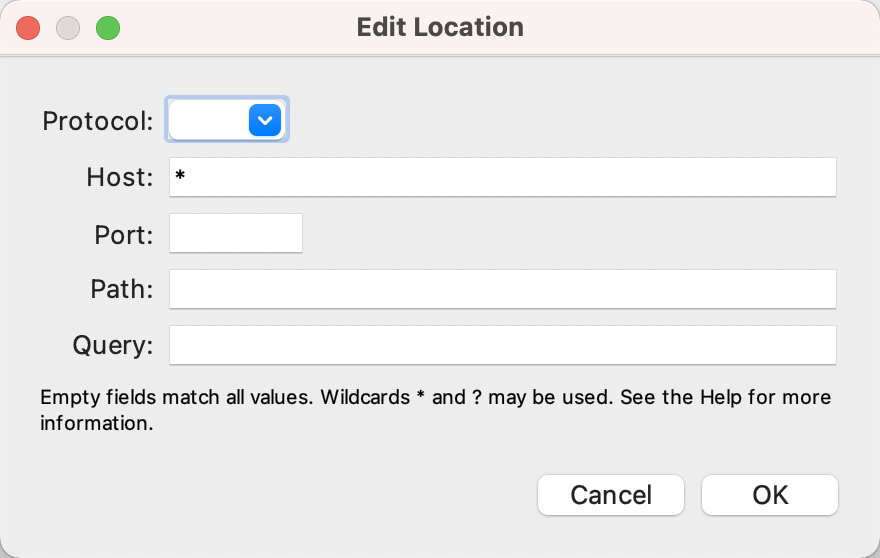 Edit Location
Protocol:
Host: *
Port:
Path:
Query:
Empty fields match all values. Wildcards * and ? may be used. See the Help for more
information.
Cancel OK